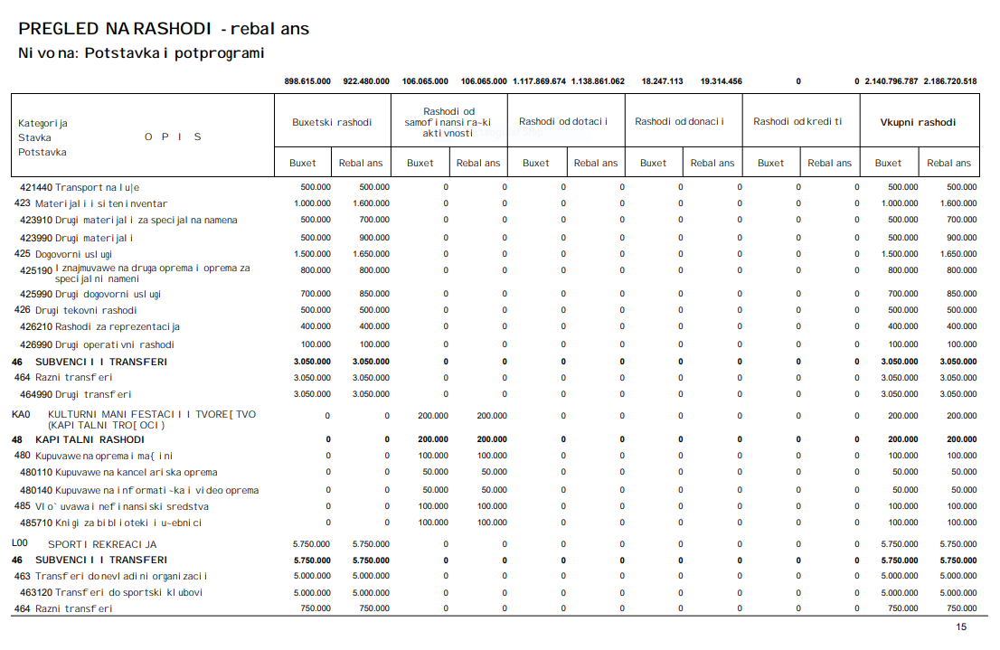 PREGLED NA RASHODI - rebalans
Nivo na: Potstavka i potprogrami
898.615.000 922.480.000 106.065.000 106.065.000 1.117.869.674 1.138.861.062 18.247.113 19.314.456 0 0 2.140.796.787 2.186.720.518
Kategorija
Stavka
Potstavka
O P I S
Buxetski rashodi
Rashodi od
samofinansira~ki
aktivnosti
Rashodi od dotacii
Rashodi od donacii
Rashodi od krediti
Vkupni rashodi
Buxet Rebalans Buxet Rebalans Buxet Rebalans Buxet Rebalans Buxet Rebalans Buxet Rebalans
421440 Transport na lu|e 500.000 500.000 0 0 0 0 0 0 0 0 500.000 500.000
423 Materijali i siten inventar 1.000.000 1.600.000 0 0 0 0 0 0 0 0 1.000.000 1.600.000
423910 Drugi materijali za specijalna namena 500.000 700.000 0 0 0 0 0 0 0 0 500.000 700.000
423990 Drugi materijali 500.000 900.000 0 0 0 0 0 0 0 0 500.000 900.000
425 Dogovorni uslugi 1.500.000 1.650.000 0 0 0 0 0 0 0 0 1.500.000 1.650.000
425190 Iznajmuvawe na druga oprema i oprema za
specijalni nameni 800.000 800.000 0 0 0 0 0 0 0 0 800.000 800.000
425990 Drugi dogovorni uslugi 700.000 850.000 0 0 0 0 0 0 0 0 700.000 850.000
426 Drugi tekovni rashodi 500.000 500.000 0 0 0 0 0 0 0 0 500.000 500.000
426210 Rashodi za reprezentacija 400.000 400.000 0 0 0 0 0 0 0 0 400.000 400.000
426990 Drugi operativni rashodi 100.000 100.000 0 0 0 0 0 0 0 0 100.000 100.000
46 SUBVENCII I TRANSFERI 3.050.000 3.050.000 0 0 0 0 0 0 0 0 3.050.000 3.050.000
464 Razni transferi 3.050.000 3.050.000 0 0 0 0 0 0 0 0 3.050.000 3.050.000
464990 Drugi transferi 3.050.000 3.050.000 0 0 0 0 0 0 0 0 3.050.000 3.050.000
KA0 KULTURNI MANIFESTACII I TVORE[TVO
(KAPITALNI TRO[OCI) 0 0 200.000 200.000 0 0 0 0 0 0 200.000 200.000
48 KAPITALNI RASHODI 0 0 200.000 200.000 0 0 0 0 0 0 200.000 200.000
480 Kupuvawe na oprema i ma{ini 0 0 100.000 100.000 0 0 0 0 0 0 100.000 100.000
480110 Kupuvawe na kancelariska oprema 0 0 50.000 50.000 0 0 0 0 0 0 50.000 50.000
480140 Kupuvawe na informati~ka i video oprema 0 0 50.000 50.000 0 0 0 0 0 0 50.000 50.000
485 Vlo`uvawa i nefinansiski sredstva 0 0 100.000 100.000 0 0 0 0 0 0 100.000 100.000
485710 Knigi za biblioteki i u~ebnici 0 0 100.000 100.000 0 0 0 0 0 0 100.000 100.000
L00 SPORT I REKREACIJA 5.750.000 5.750.000 0 0 0 0 0 0 0 0 5.750.000 5.750.000
46 SUBVENCII I TRANSFERI 5.750.000 5.750.000 0 0 0 0 0 0 0 0 5.750.000 5.750.000
463 Transferi do nevladini organizacii 5.000.000 5.000.000 0 0 0 0 0 0 0 0 5.000.000 5.000.000
463120 Transferi do sportski klubovi 5.000.000 5.000.000 0 0 0 0 0 0 0 0 5.000.000 5.000.000
464 Razni transferi 750.000 750.000 0 0 0 0 0 0 0 0 750.000 750.000
15